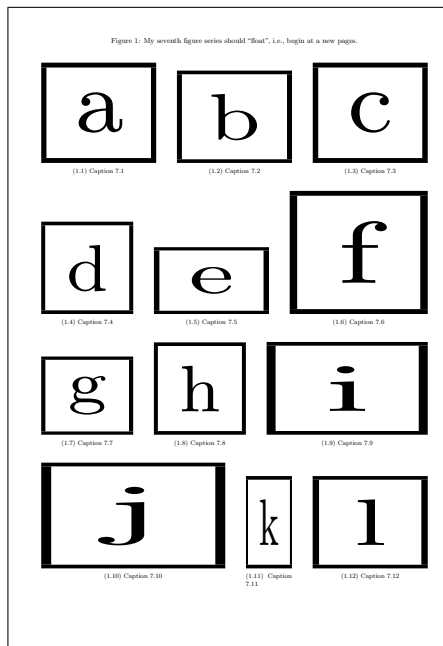 Figure 1: My seventh figure series should “float”, i.e., begin at a new pages.
a b c
(1.1) Caption 7.1 (1.2) Caption 7.2 (1.3) Caption 7.3
d e f
(1.4) Caption 7.4 (1.5) Caption 7.5 (1.6) Caption 7.6
g h i
(1.7) Caption 7.7 (1.8) Caption 7.8 (1.9) Caption 7.9
j k l
(1.10) Caption 7.10 (1.11) Caption (1.12) Caption 7.12
7.11